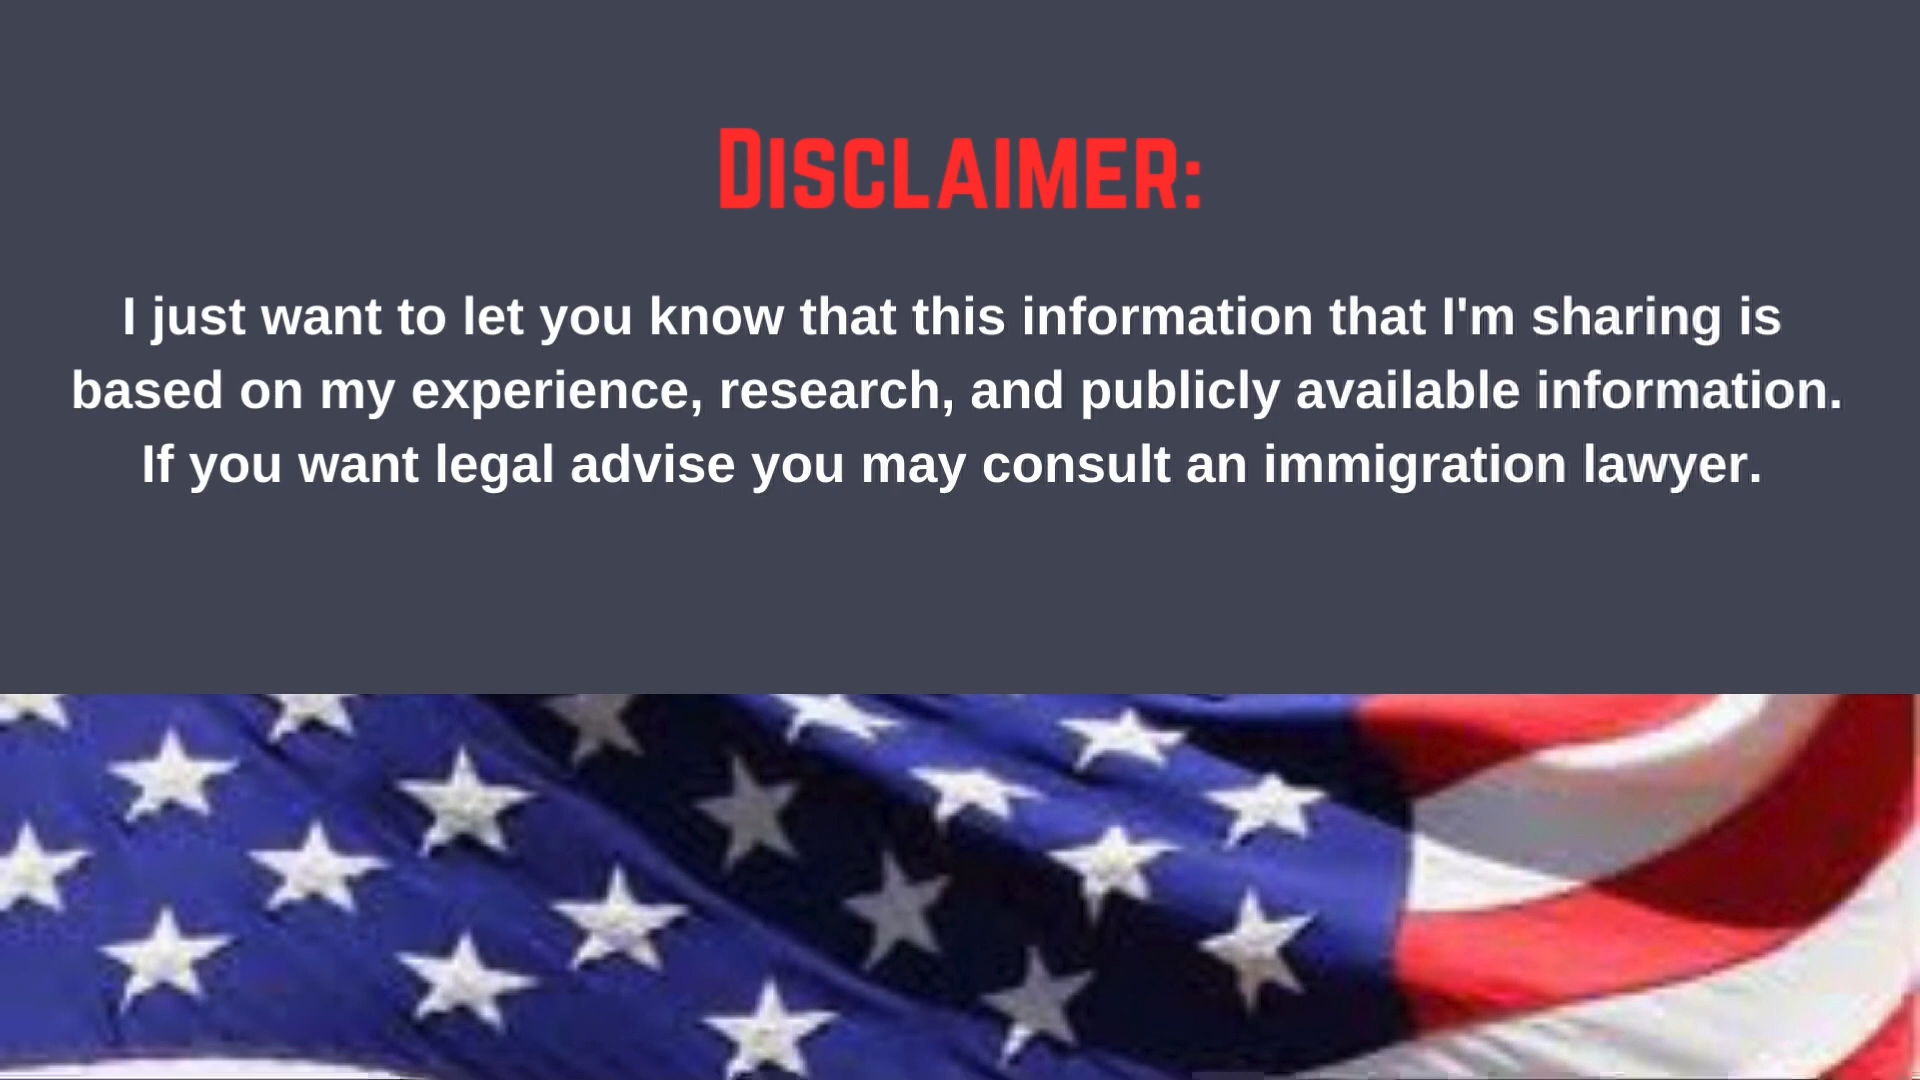 Disclaimer:
I just want to let you know that this information that I'm sharing is
based on my experience, research, and publicly available information.
If you want legal advise you may consult an immigration lawyer.